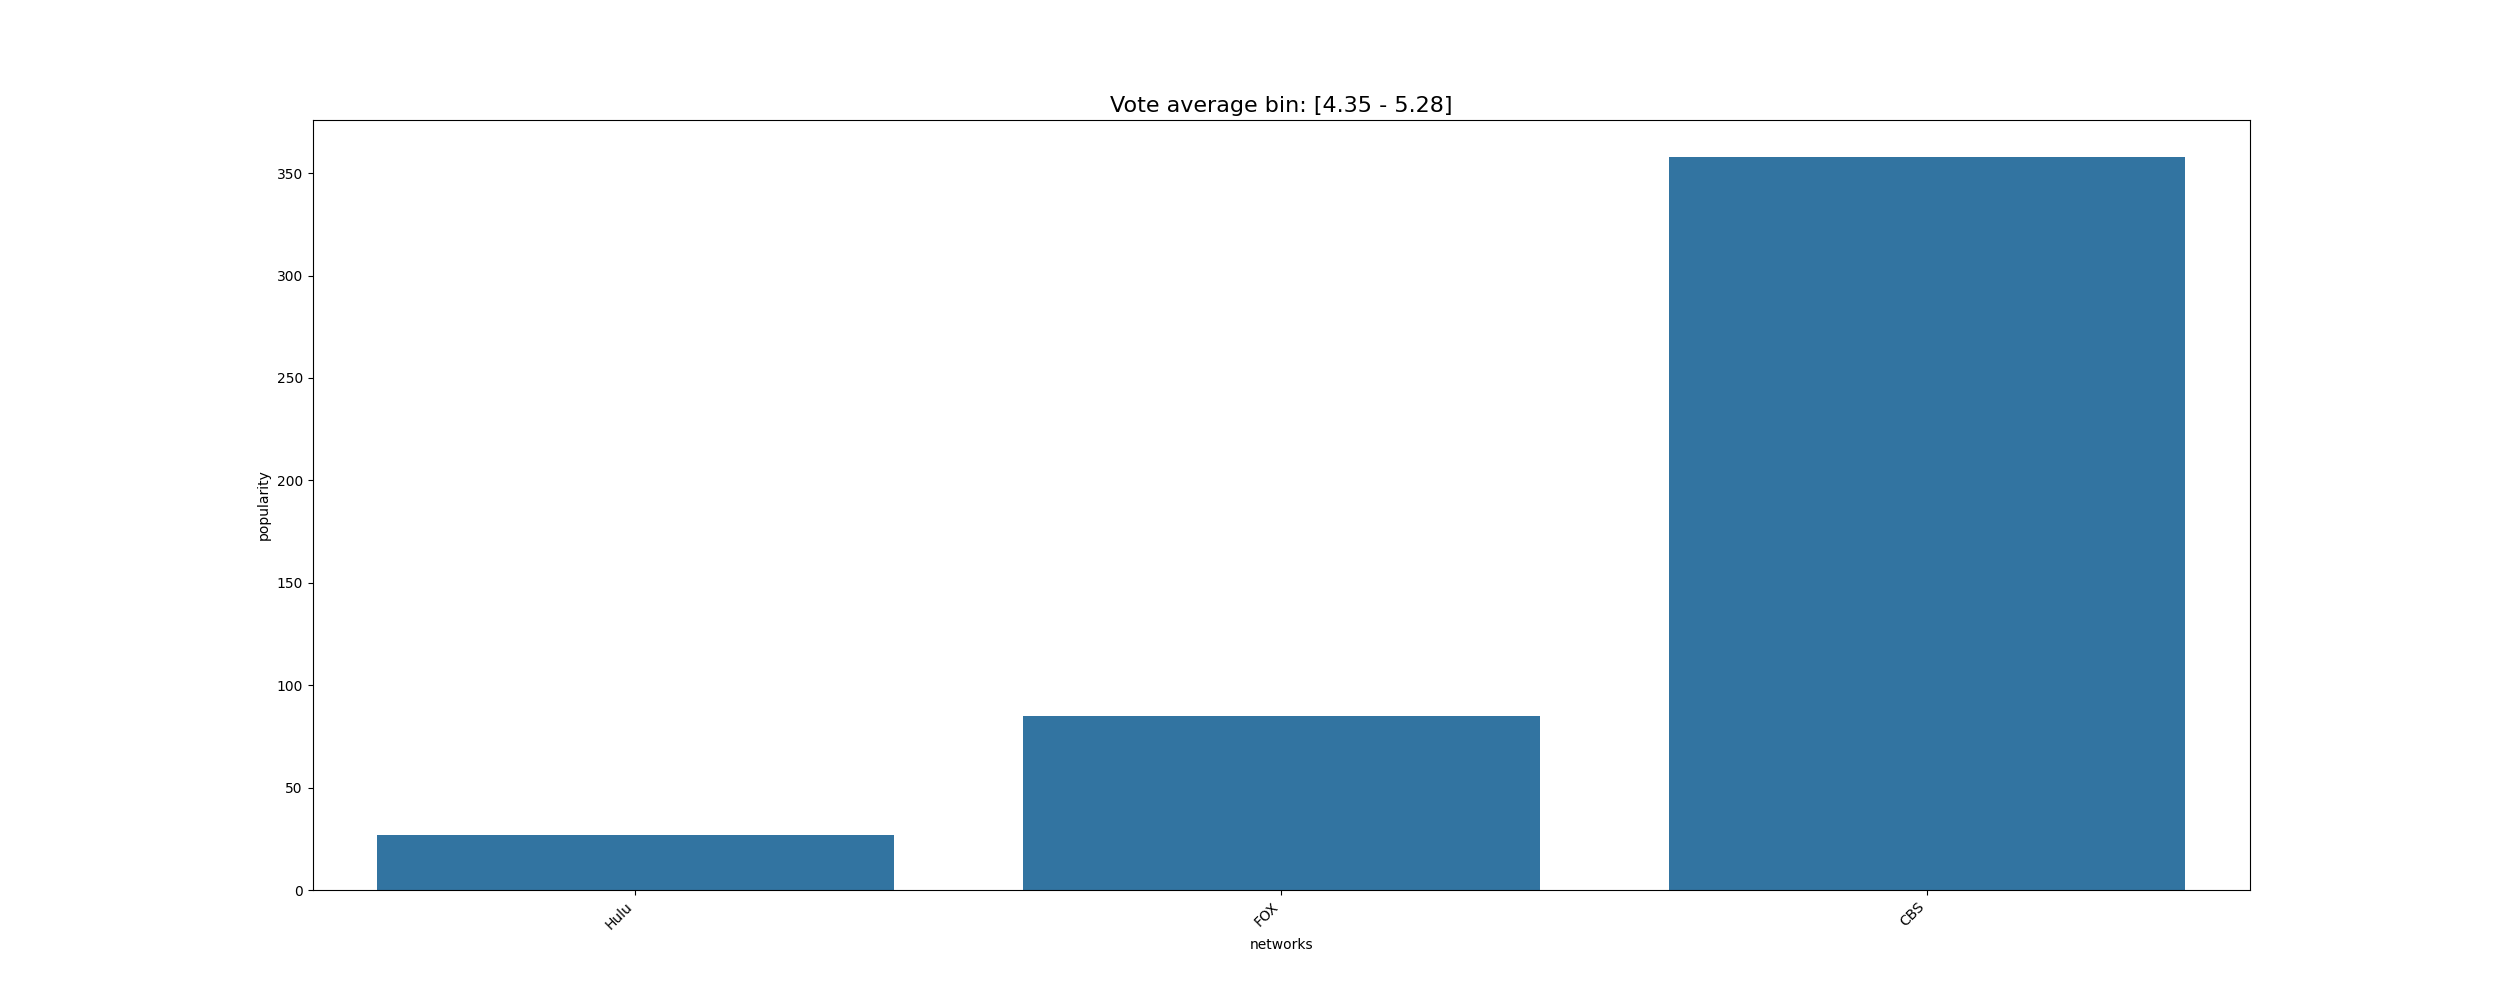 Vote average bin: [4.35 - 5.28]
popularity
350
300
250
200
150
100
50
0
Hulu
FOX
CBS
networks